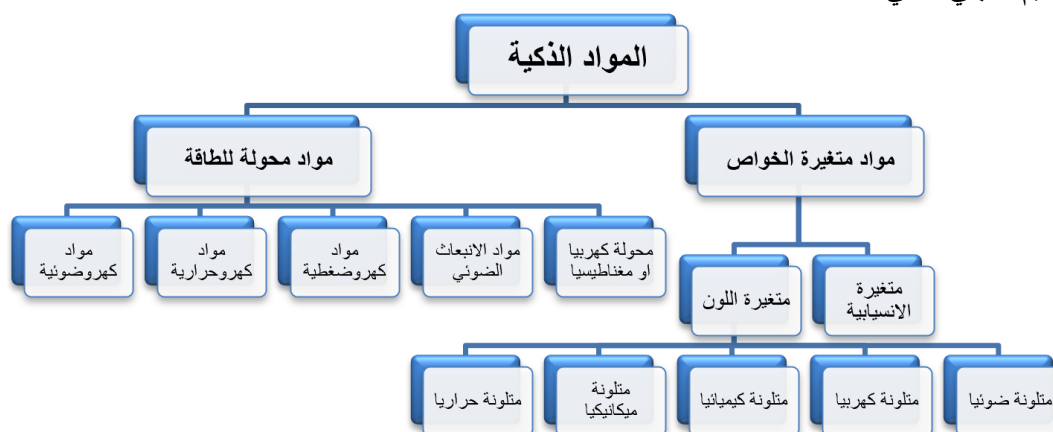 المواد الذكية
مواد متغيرة الخواص
مواد محولة للطاقة
محولة كهربيا
او مغناطيسيا
مواد الانبعاث
الضوئي
مواد
كهروضغطية
مواد
كهروحرارية
مواد
كهروضوئية
متغيرة
الانسيابية
متغيرة اللون
متلونة ضوئيا
متلونة كهربيا
متلونة كيميائيا
متلونة
ميكانيكيا
متلونة حراريا